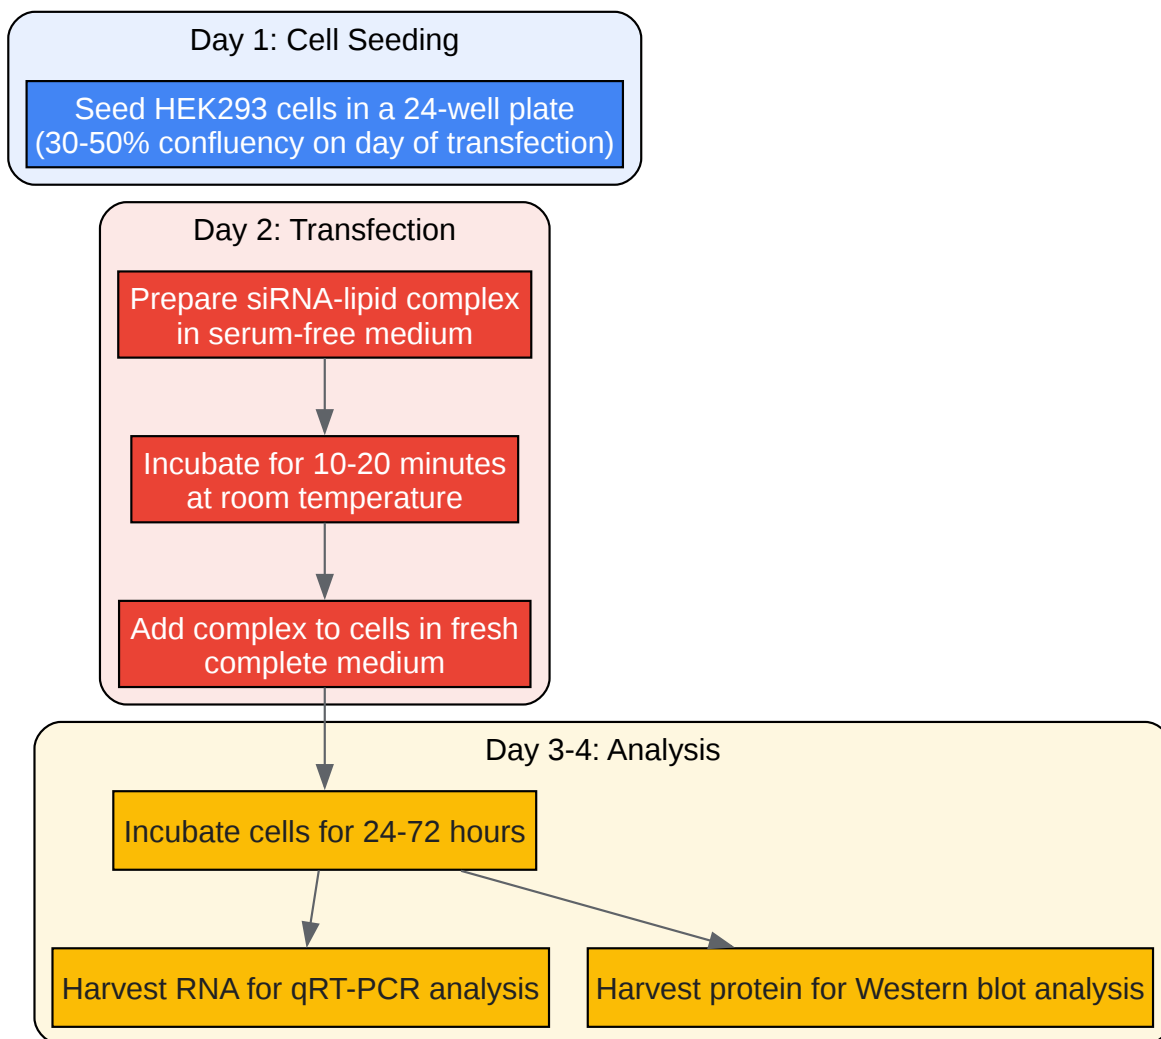 Day 1: Cell Seeding
Seed HEK293 cells in a 24-well plate
(30-50% confluency on day of transfection)
Day 2: Transfection
Prepare siRNA-lipid complex
in serum-free medium
Incubate for 10-20 minutes
at room temperature
Add complex to cells in fresh
complete medium
Day 3-4: Analysis
Incubate cells for 24-72 hours
Harvest RNA for qRT-PCR analysis
Harvest protein for Western blot analysis